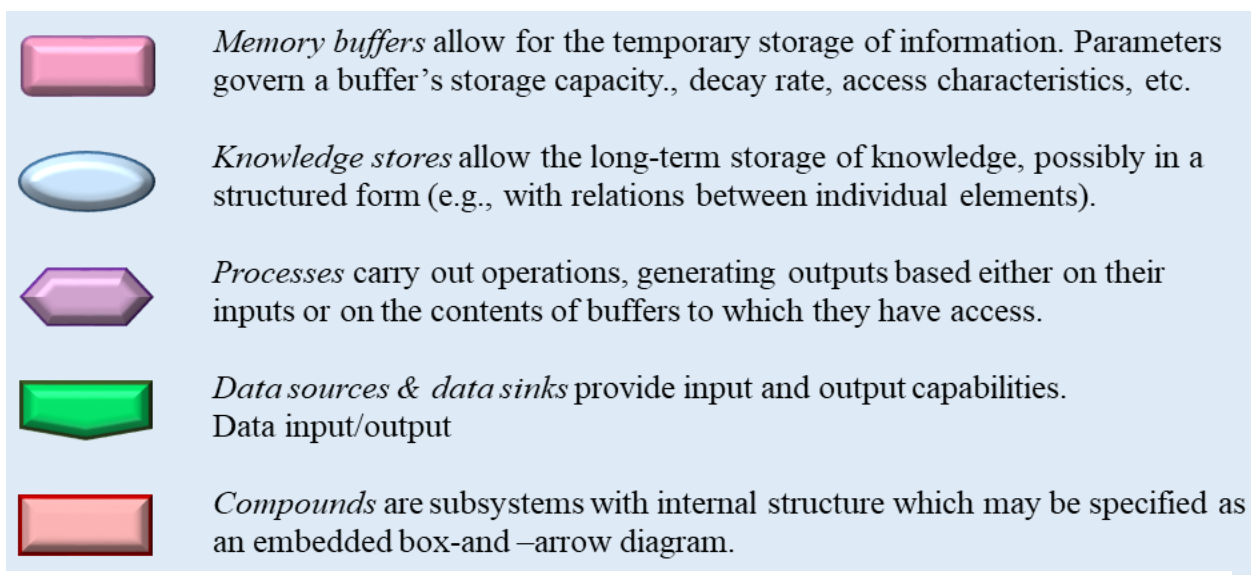 Memory buffers allow for the temporary storage of information. Parameters
govern a buffer’s storage capacity., decay rate, access characteristics, etc.
Knowledge stores allow the long-term storage of knowledge, possibly in a
structured form (e.g., with relations between individual elements).
Processes carry out operations, generating outputs based either on their
inputs or on the contents of buffers to which they have access.
Data sources & data sinks provide input and output capabilities.
Data input/output
Compounds are subsystems with internal structure which may be specified as
an embedded box-and –arrow diagram.